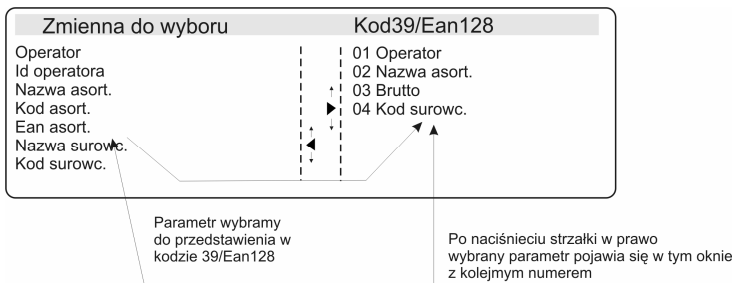 Zmienna do wyboru
Kod39/Ean128
Operator
Id operatora
Nazwa asort.
Kod asort.
Ean asort.
Nazwa surowc.
Kod surowc.
01 Operator
02 Nazwa asort.
03 Brutto
04 Kod surowc.
Parametr wybramy
do przedstawienia w
kodzie 39/Ean128
Po naciśnieciu strzałki w prawo
wybrany parametr pojawia się w tym oknie
z kolejmym numerem